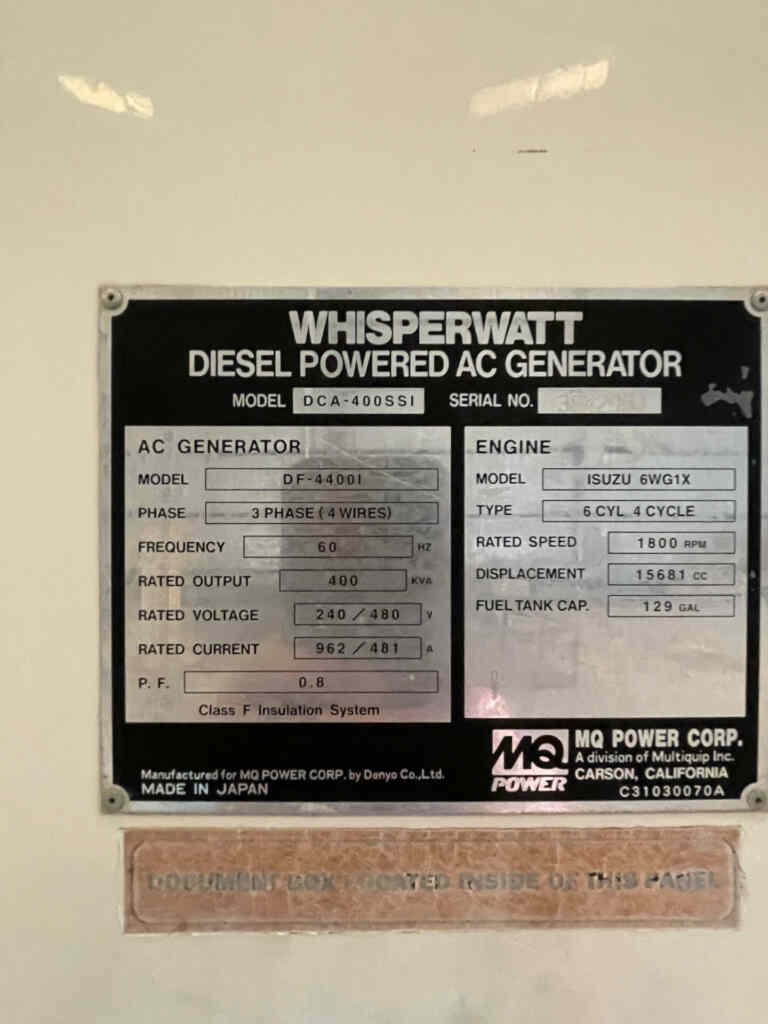 WHISPERWATT
DIESEL POWERED AC GENERATOR
MODEL DCA-400SSI SERIAL NO.
AC GENERATOR
MODEL DF-4400I
PHASE 3 PHASE (4 WIRES)
FREQUENCY 60 HZ
RATED OUTPUT 400 KVA
RATED VOLTAGE 240 / 480 V
RATED CURRENT 962 / 481 A
P. F. 0.8
Class F Insulation System
ENGINE
MODEL ISUZU 6WG1X
TYPE 6 CYL 4 CYCLE
RATED SPEED 1800 RPM
DISPLACEMENT 15681 CC
FUEL TANK CAP. 129 GAL
Manufactured for MQ POWER CORP. by Denyo Co., Ltd.
MADE IN JAPAN
MQ
POWER
MQ POWER CORP.
A division of Multiquip Inc.
CARSON, CALIFORNIA
C31030070A
DOCUMENT BOX LOCATED INSIDE OF THIS PANEL